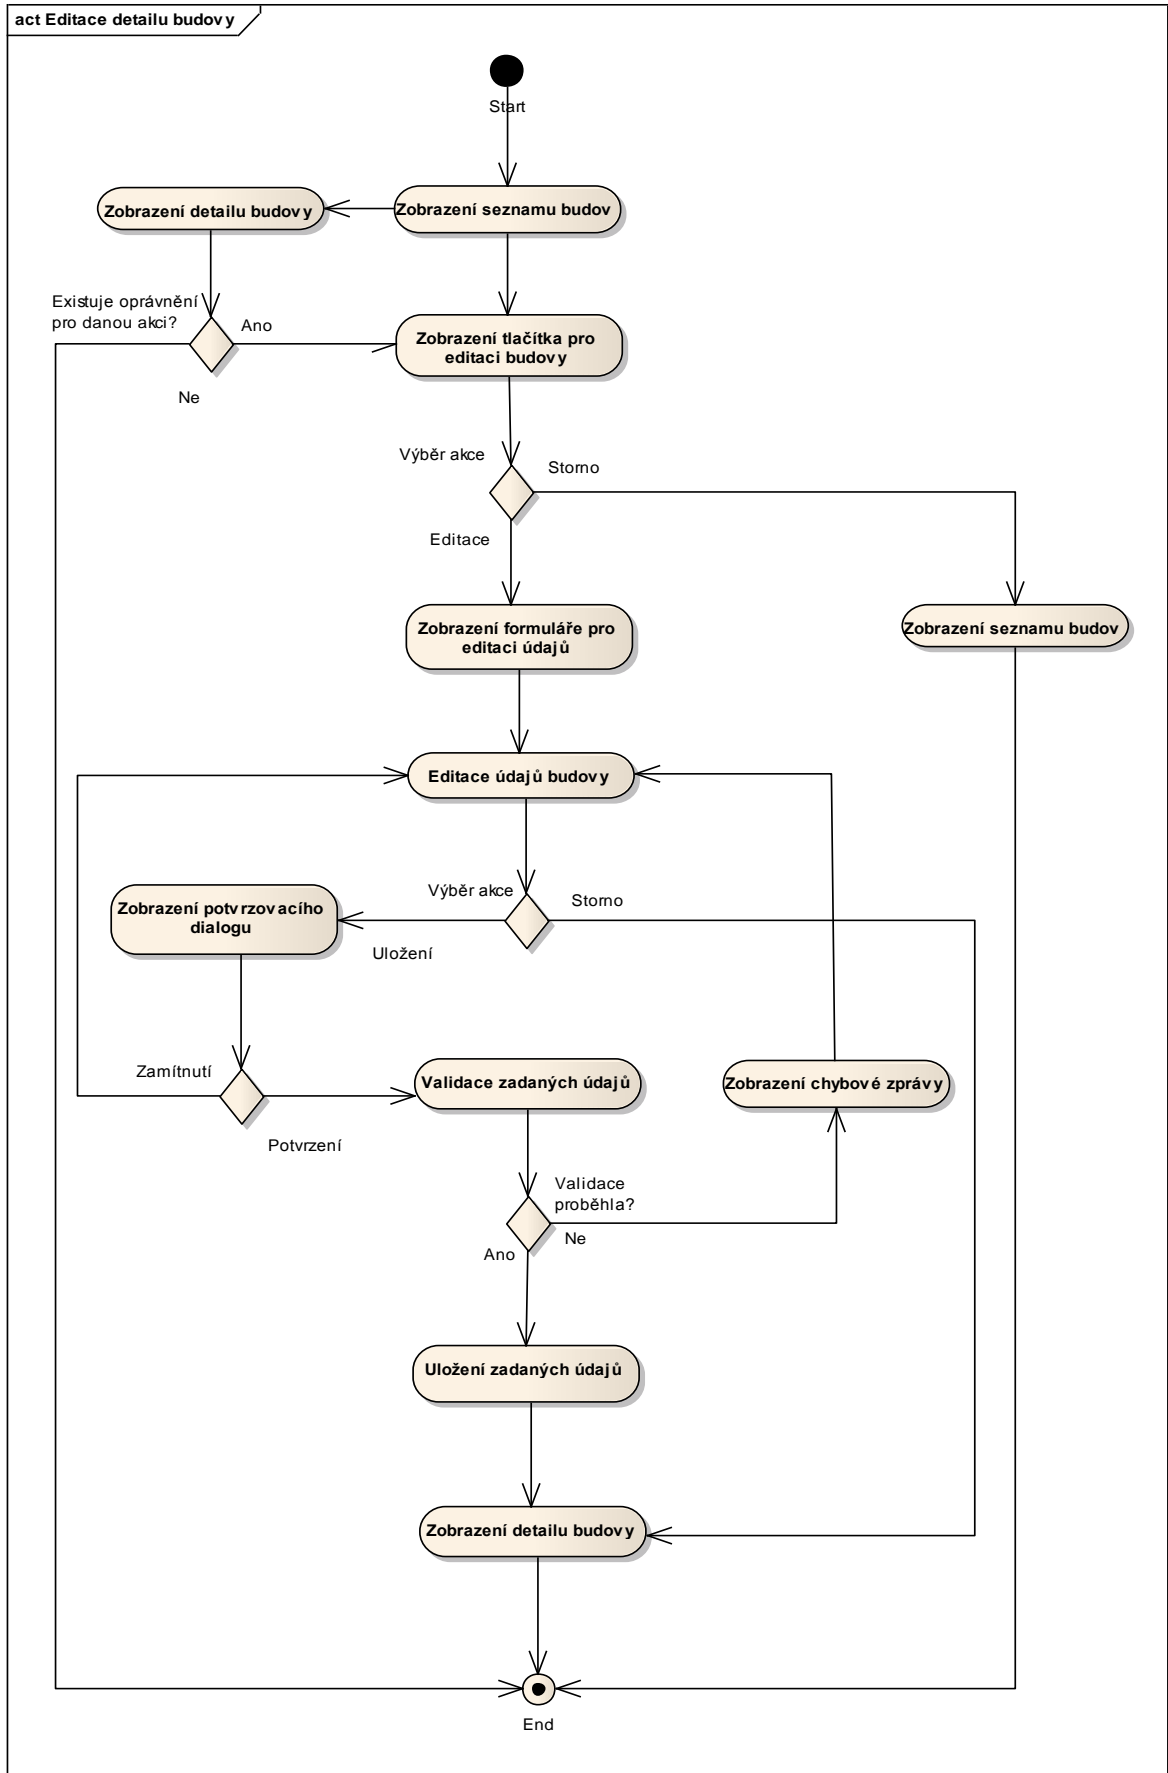 act Editace detailu budovy
Start
Zobrazení detailu budovy
Zobrazení seznamu budov
Existuje oprávnění
pro danou akci?
Ano
Zobrazení tlačítka pro
editaci budovy
Ne
Výběr akce
Storno
Editace
Zobrazení formuláře pro
editaci údajů
Zobrazení seznamu budov
Editace údajů budovy
Výběr akce
Storno
Zobrazení potvrzovacího
dialogu
Uložení
Zamítnutí
Validace zadaných údajů
Zobrazení chybové zprávy
Potvrzení
Validace
proběhla?
Ne
Ano
Uložení zadaných údajů
Zobrazení detailu budovy
End